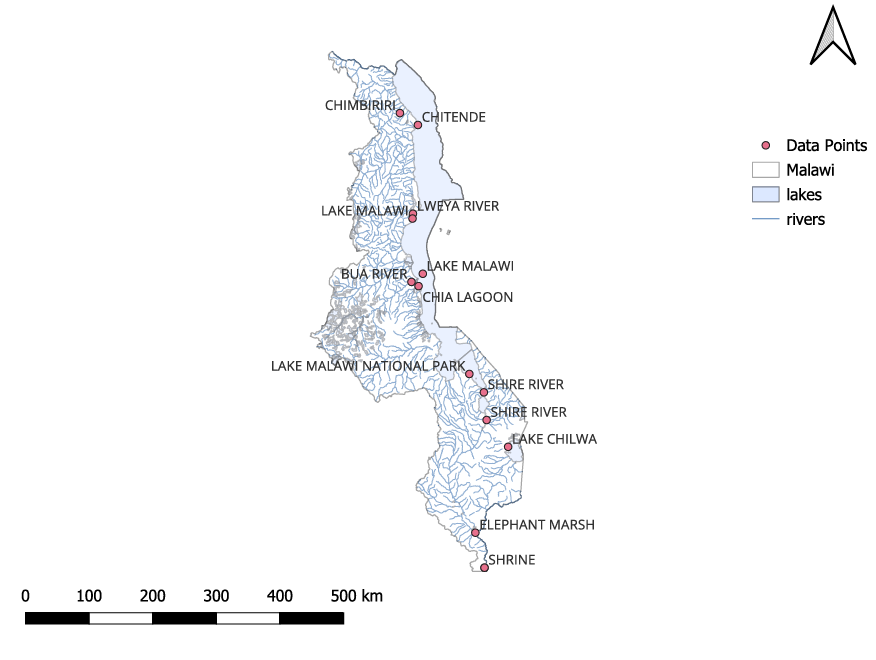 CHIMBIRIRI
CHITENDE
LAKE MALAWI
LWEYA RIVER
LAKE MALAWI
BUA RIVER
CHIA LAGOON
LAKE MALAWI NATIONAL PARK
SHIRE RIVER
SHIRE RIVER
LAKE CHILWA
ELEPHANT MARSH
SHRINE
Data Points
Malawi
lakes
rivers
0 100 200 300 400 500 km